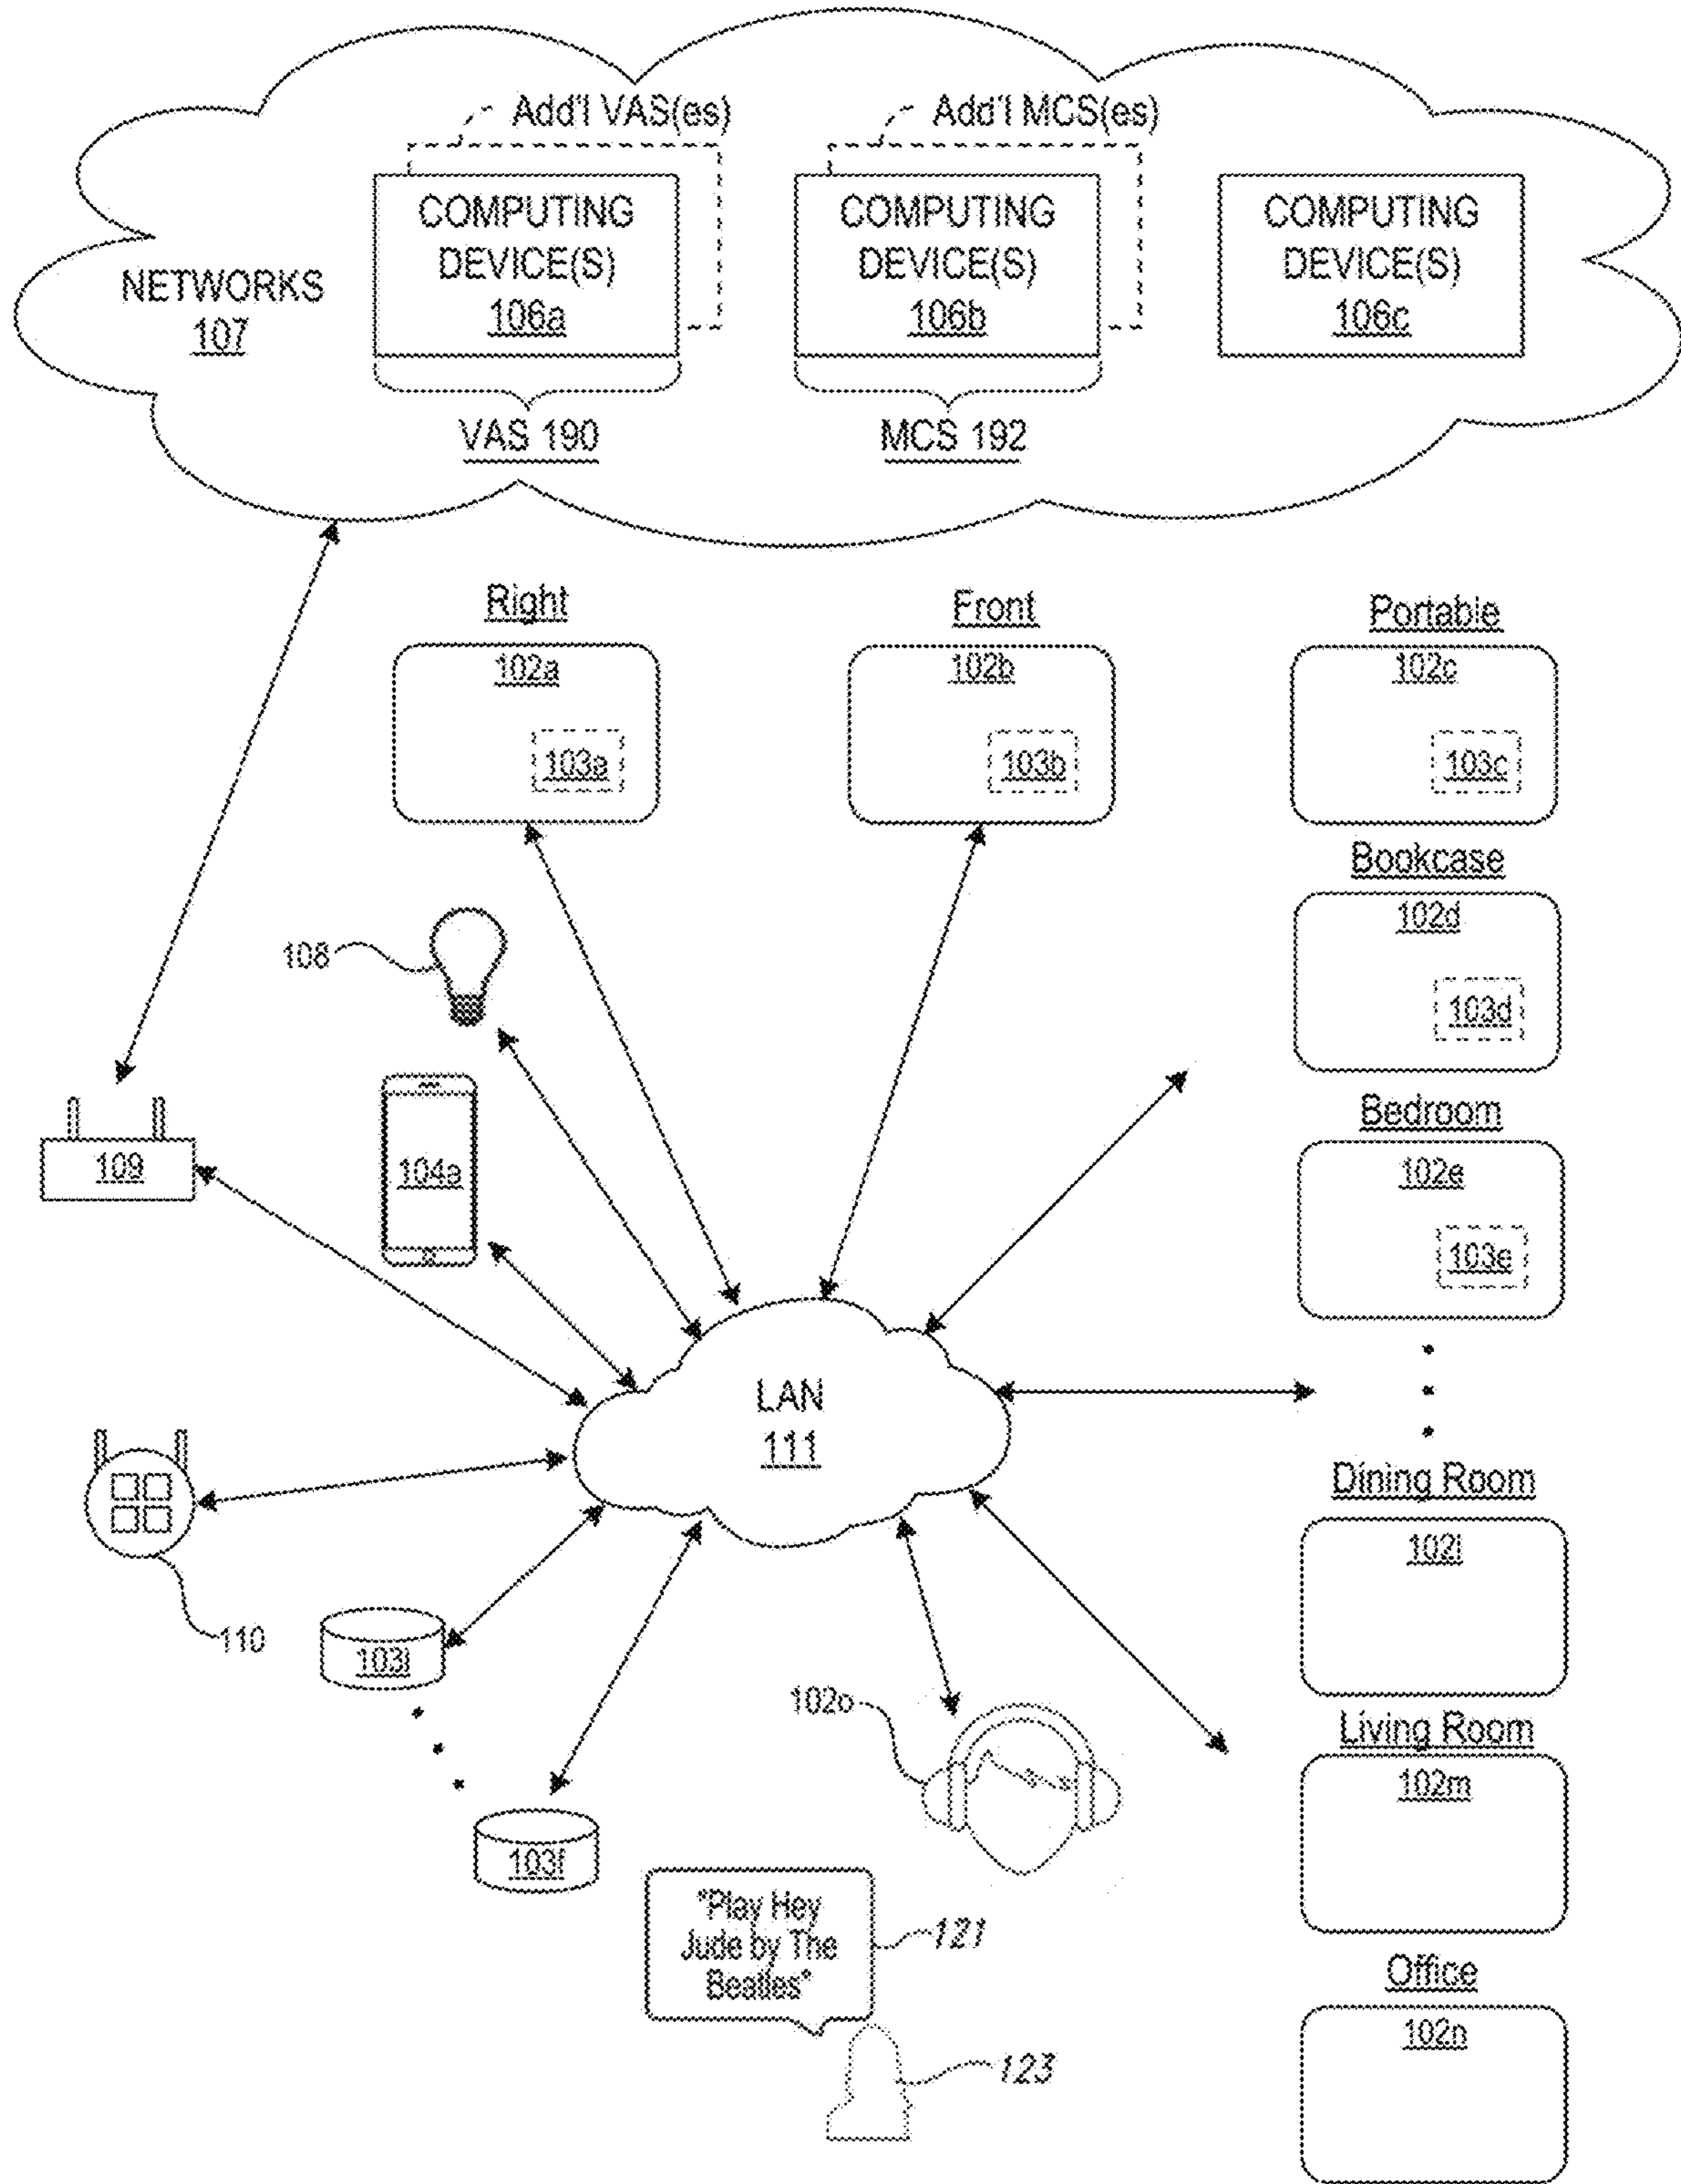 Add'l VAS(es)
Add'l MCS(es)
COMPUTING
DEVICE(S)
106a
COMPUTING
DEVICE(S)
106b
COMPUTING
DEVICE(S)
106c
NETWORKS
107
VAS 190
MCS 192
Right
102a
103a
Front
102b
103b
Portable
102c
103c
Bookcase
102d
103d
Bedroom
102e
103e
108
104a
109
LAN
111
110
103i
103f
102o
Dining Room
102l
Living Room
102m
Office
102n
"Play Hey
Jude by The
Beatles"
121
123